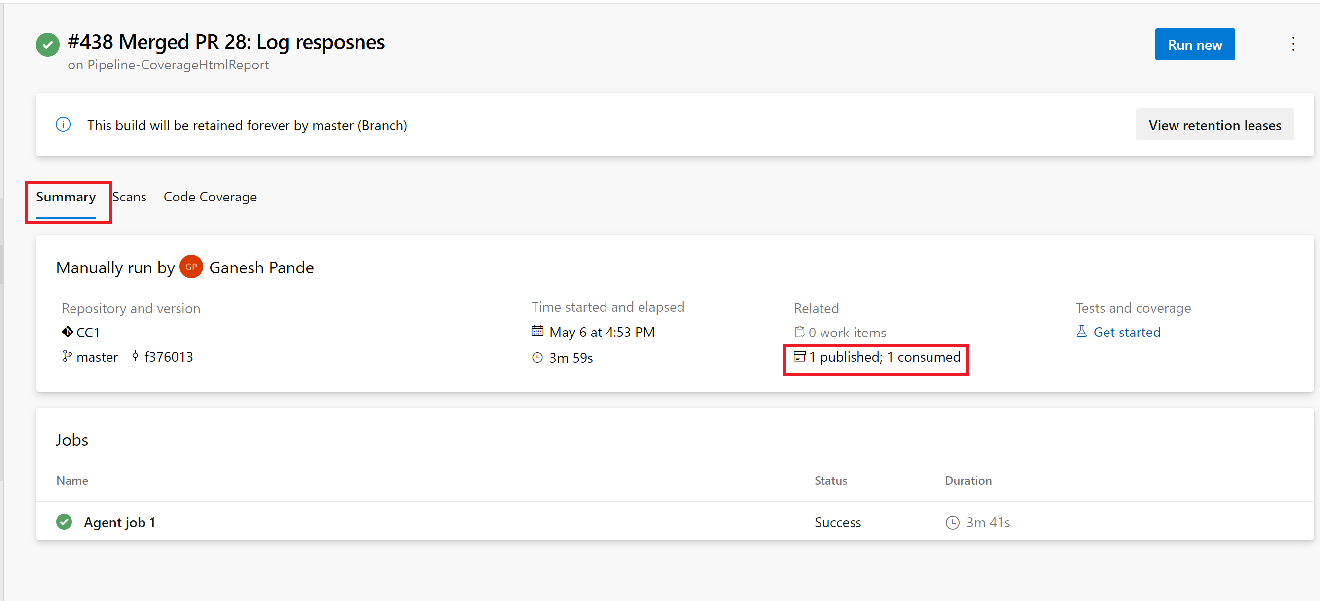 #438 Merged PR 28: Log resposnes
on Pipeline-CoverageHtmlReport
Run new
This build will be retained forever by master (Branch)
View retention leases
Summary Scans Code Coverage
Manually run by GP Ganesh Pande
Repository and version
CC1
master f376013
Time started and elapsed
May 6 at 4:53 PM
3m 59s
Related
0 work items
1 published; 1 consumed
Tests and coverage
Get started
Jobs
Name Status Duration
Agent job 1 Success 3m 41s